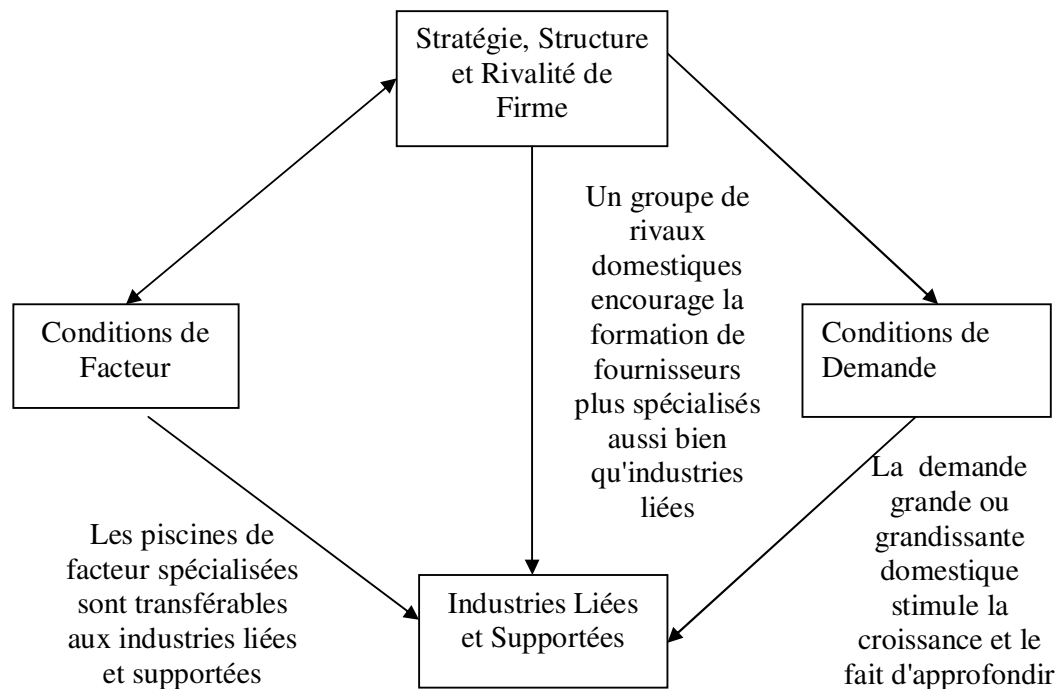 Stratégie, Structure
et Rivalité de
Firme
Un groupe de
rivaux
domestiques
encourage la
formation de
fournisseurs
plus spécialisés
aussi bien
qu'industries
liées
Conditions de
Facteur
Conditions de
Demande
Les piscines de
facteur spécialisées
sont transférables
aux industries liées
et supportées
Industries Liées
et Supportées
La demande
grande ou
grandissante
domestique
stimule la
croissance et le
fait d'approfondir